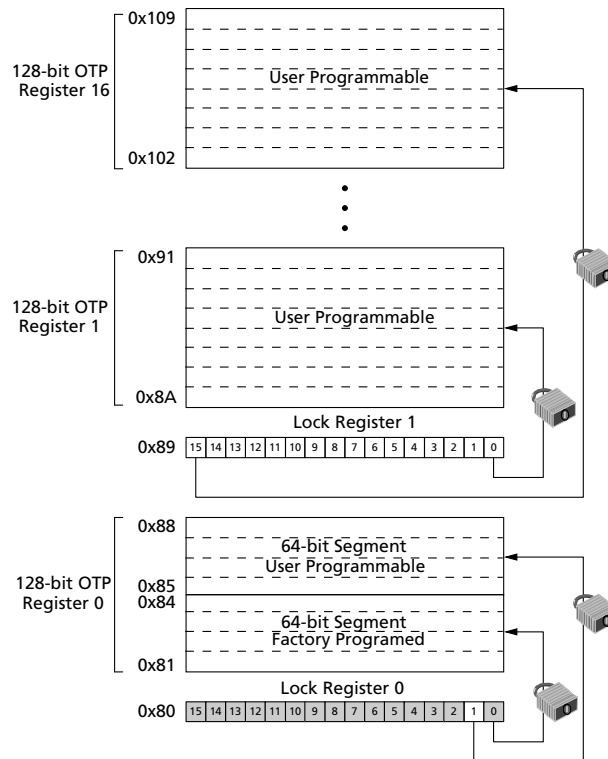 0x109
128-bit OTP
Register 16
User Programmable
0x102
0x91
128-bit OTP
Register 1
User Programmable
0x8A
Lock Register 1
0x89
15 14 13 12 11 10 9 8 7 6 5 4 3 2 1 0
0x88
64-bit Segment
User Programmable
128-bit OTP
Register 0
0x85
0x84
64-bit Segment
Factory Programed
0x81
Lock Register 0
0x80
15 14 13 12 11 10 9 8 7 6 5 4 3 2 1 0